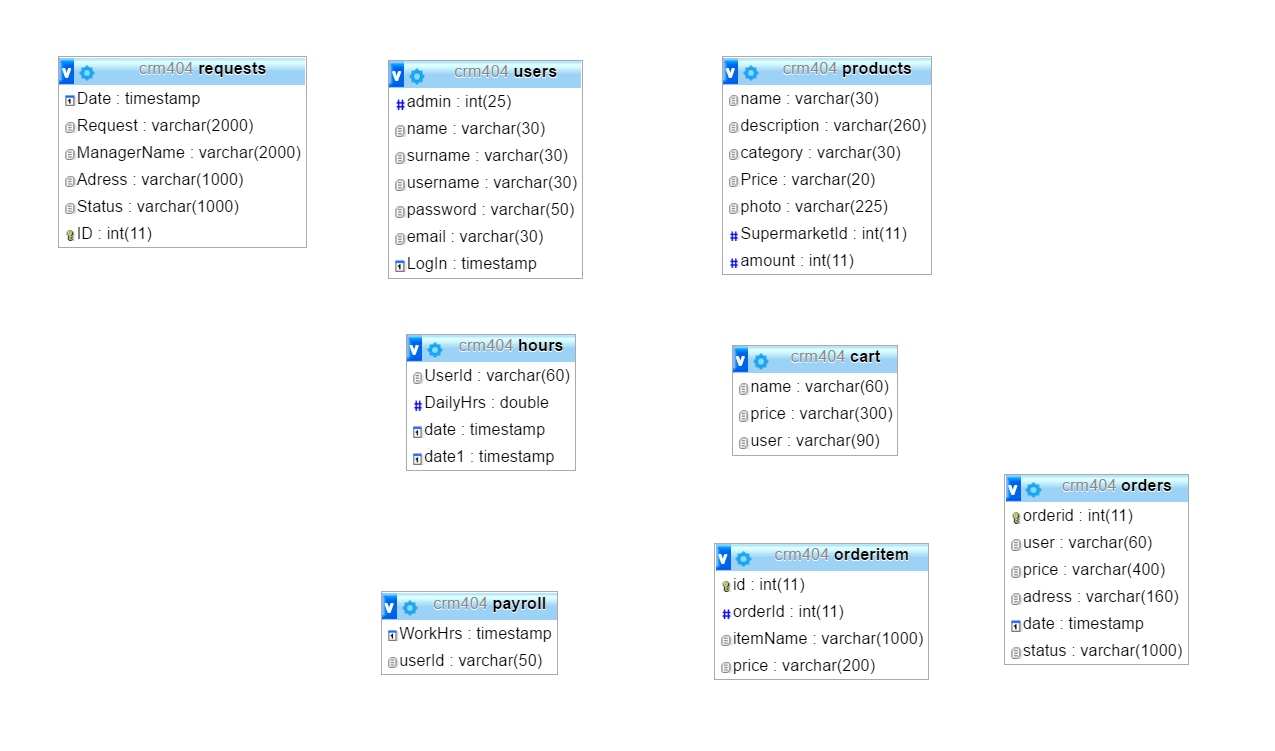 crm404 requests
Date : timestamp
Request : varchar(2000)
ManagerName : varchar(2000)
Adress : varchar(1000)
Status : varchar(1000)
ID : int(11)
crm404 users
admin : int(25)
name : varchar(30)
surname : varchar(30)
username : varchar(30)
password : varchar(50)
email : varchar(30)
LogIn : timestamp
crm404 products
name : varchar(30)
description : varchar(260)
category : varchar(30)
Price : varchar(20)
photo : varchar(225)
SupermarketId : int(11)
amount : int(11)
crm404 hours
UserId : varchar(60)
DailyHrs : double
date : timestamp
date1 : timestamp
crm404 cart
name : varchar(60)
price : varchar(300)
user : varchar(90)
crm404 orders
orderid : int(11)
user : varchar(60)
price : varchar(400)
adress : varchar(160)
date : timestamp
status : varchar(1000)
crm404 orderitem
id : int(11)
orderId : int(11)
itemName : varchar(1000)
price : varchar(200)
crm404 payroll
WorkHrs : timestamp
userId : varchar(50)